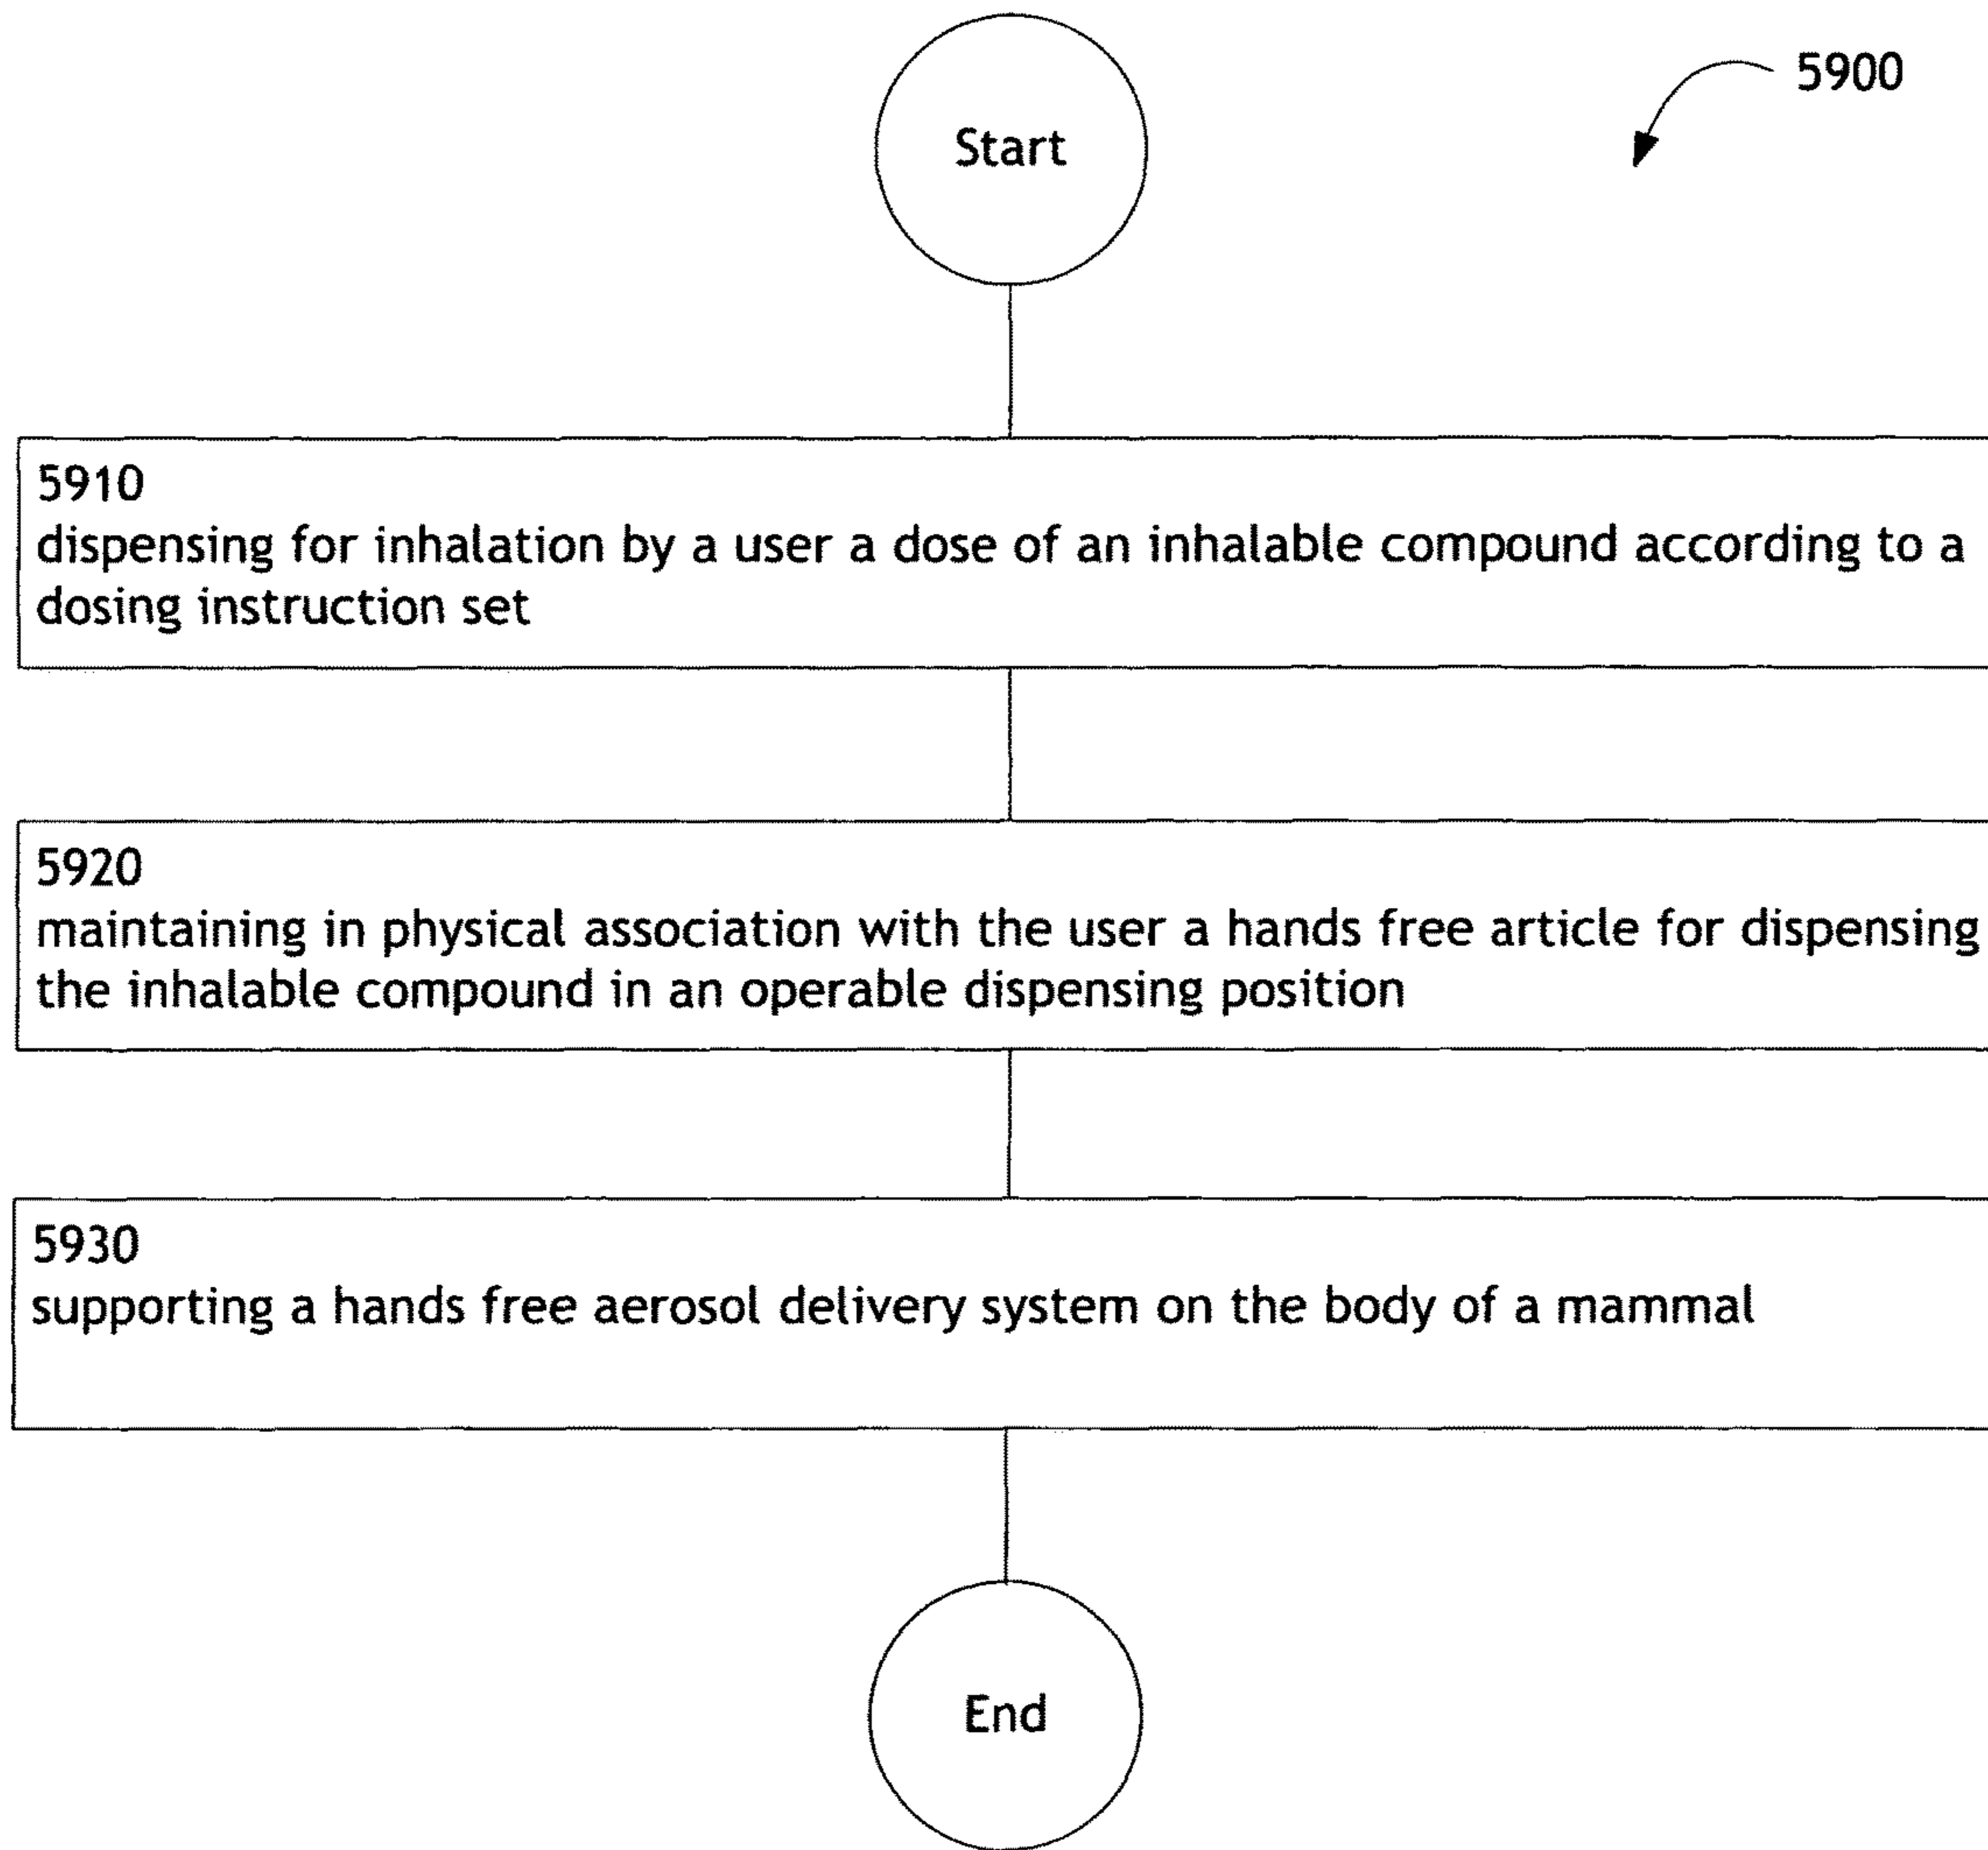 Start
5900
5910
dispensing for inhalation by a user a dose of an inhalable compound according to a
dosing instruction set
5920
maintaining in physical association with the user a hands free article for dispensing
the inhalable compound in an operable dispensing position
5930
supporting a hands free aerosol delivery system on the body of a mammal
End